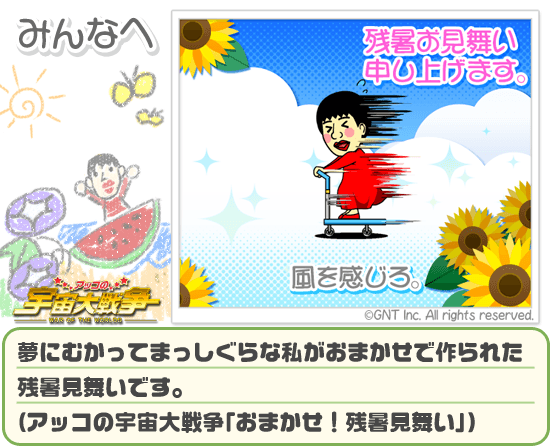 みんなへ
残暑お見舞い
申し上げます。
風を感じろ。
アッコの
宇宙大戦争
WAR OF THE WORLDS
©GNT Inc. All rights reserved.
夢にむかってまっしぐらな私がおまかせで作られた
残暑見舞いです。
(アッコの宇宙大戦争｢おまかせ！残暑見舞い｣)